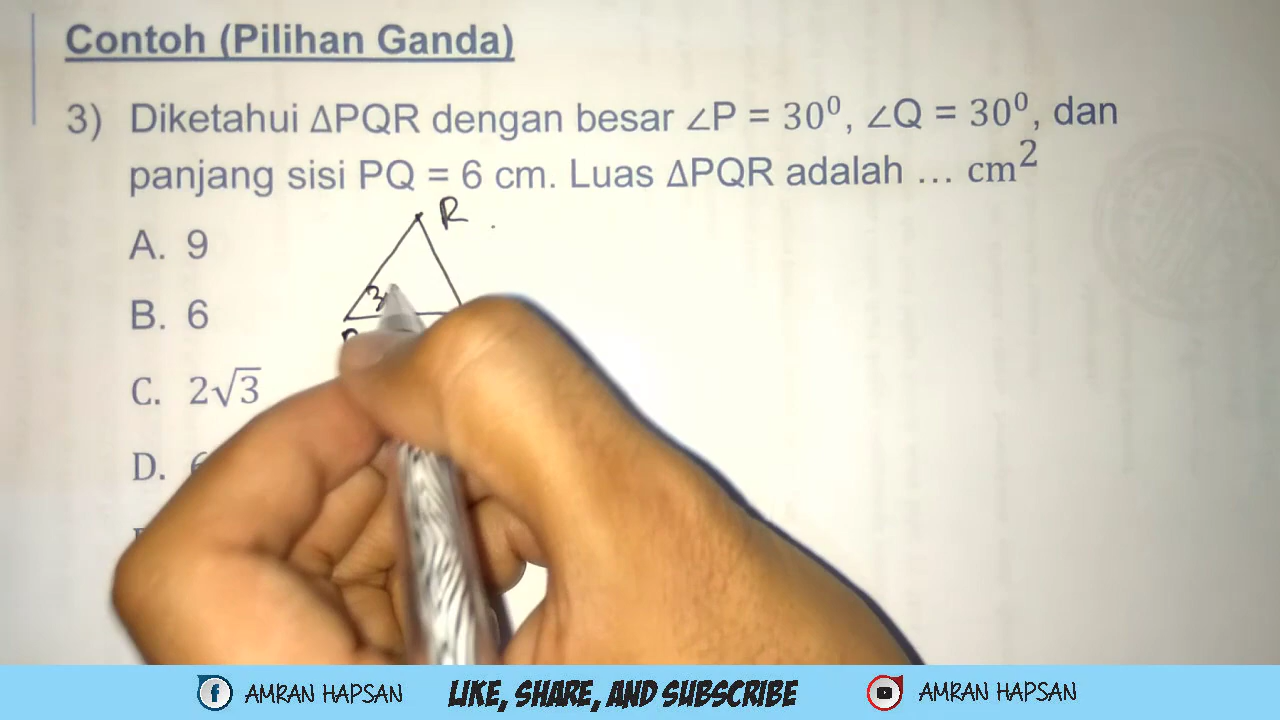 Contoh (Pilihan Ganda)
3) Diketahui ΔPQR dengan besar ∠P = 30⁰, ∠Q = 30⁰, dan
panjang sisi PQ = 6 cm. Luas ΔPQR adalah … cm²
R
A. 9
3
B. 6
C. 2√3
D.
AMRAN HAPSAN LIKE, SHARE, AND SUBSCRIBE AMRAN HAPSAN